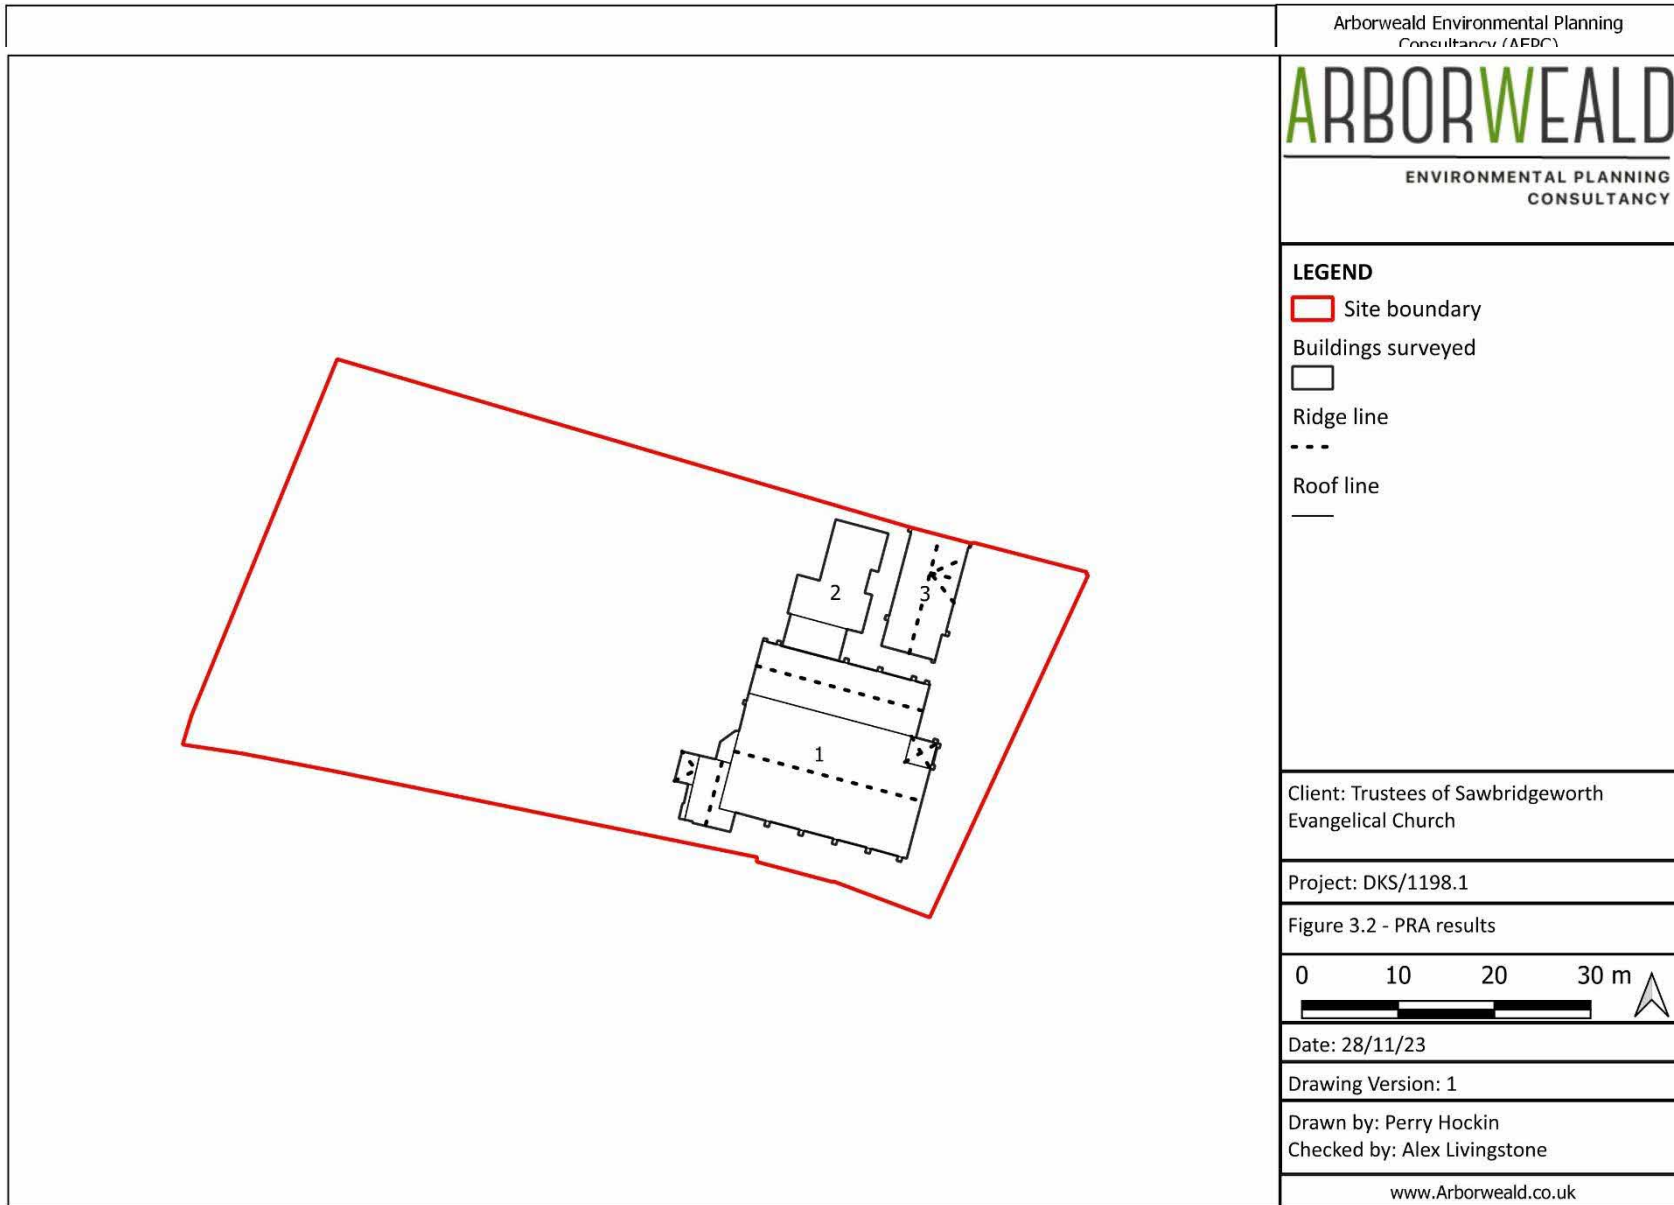 Arborweald Environmental Planning
Consultancy (AEPC)
ARBORWEALD
ENVIRONMENTAL PLANNING
CONSULTANCY
LEGEND
Site boundary
Buildings surveyed
Ridge line
Roof line
2
3
1
Client: Trustees of Sawbridgeworth
Evangelical Church
Project: DKS/1198.1
Figure 3.2 - PRA results
0 10 20 30 m
Date: 28/11/23
Drawing Version: 1
Drawn by: Perry Hockin
Checked by: Alex Livingstone
www.Arborweald.co.uk